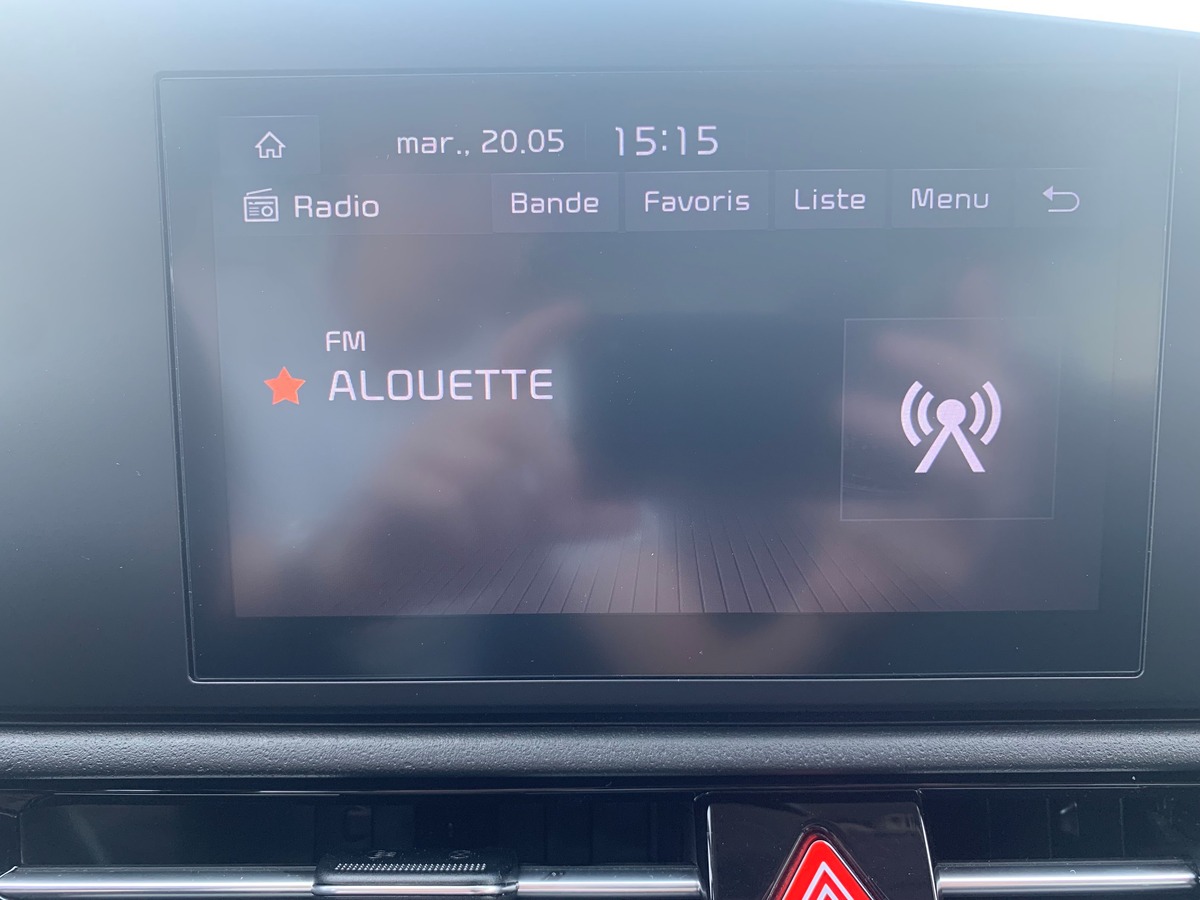 mar., 20.05 15:15
Radio Bande Favoris Liste Menu
FM
ALOUETTE